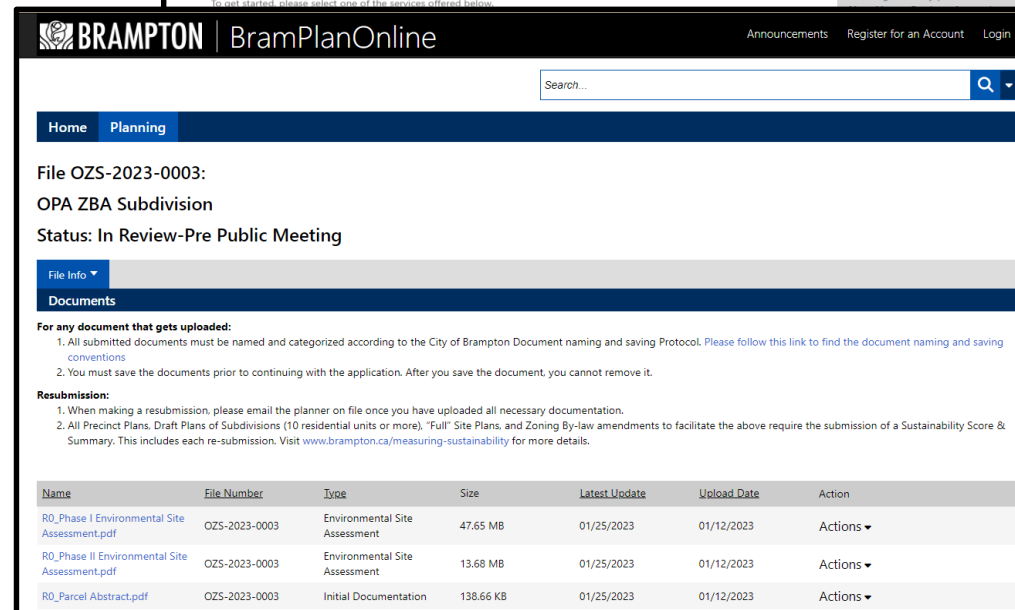 To get started, please select one of the services offered below.
BRAMPTON | BramPlanOnline
Announcements Register for an Account Login
Search...
Home Planning
File OZS-2023-0003:
OPA ZBA Subdivision
Status: In Review-Pre Public Meeting
File Info
Documents
For any document that gets uploaded:
1. All submitted documents must be named and categorized according to the City of Brampton Document naming and saving Protocol. Please follow this link to find the document naming and saving
conventions
2. You must save the documents prior to continuing with the application. After you save the document, you cannot remove it.
Resubmission:
1. When making a resubmission, please email the planner on file once you have uploaded all necessary documentation.
2. All Precinct Plans, Draft Plans of Subdivisions (10 residential units or more), "Full" Site Plans, and Zoning By-law amendments to facilitate the above require the submission of a Sustainability Score &
Summary. This includes each re-submission. Visit www.brampton.ca/measuring-sustainability for more details.
Name File Number Type Size Latest Update Upload Date Action
R0_Phase I Environmental Site
Assessment.pdf OZS-2023-0003 Environmental Site
Assessment 47.65 MB 01/25/2023 01/12/2023 Actions
R0_Phase II Environmental Site
Assessment.pdf OZS-2023-0003 Environmental Site
Assessment 13.68 MB 01/25/2023 01/12/2023 Actions
R0_Parcel Abstract.pdf OZS-2023-0003 Initial Documentation 138.66 KB 01/25/2023 01/12/2023 Actions